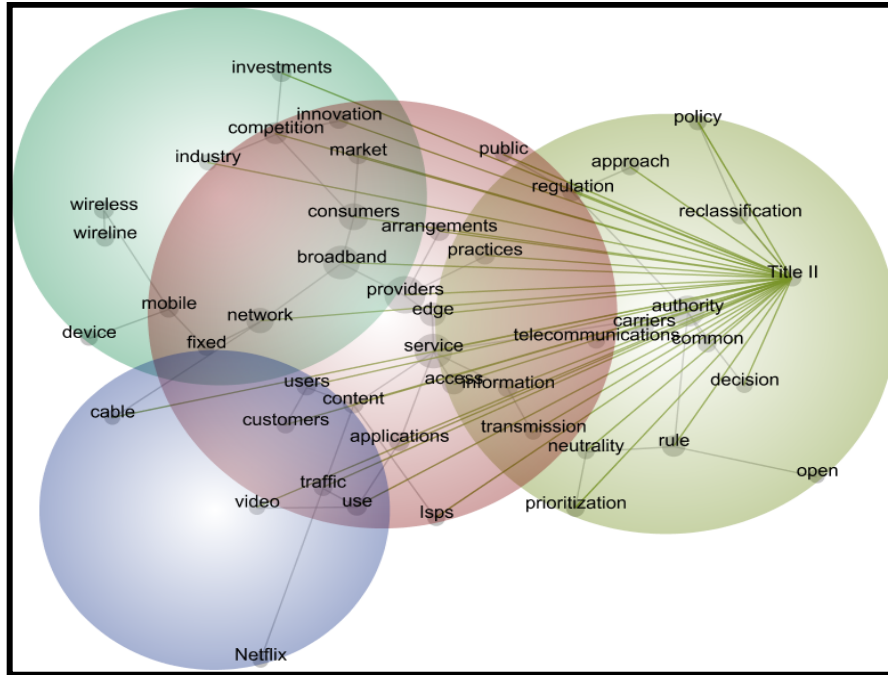 investments
innovation
competition
policy
market
public
industry
approach
regulation
wireless
consumers
reclassification
wireline
arrangements
practices
broadband
Title II
providers
mobile
authority
edge
network
carriers
device
fixed
service
telecommunications
common
users
access
information
decision
content
cable
customers
transmission
applications
neutrality
rule
open
traffic
video
use
Isps
prioritization
Netflix